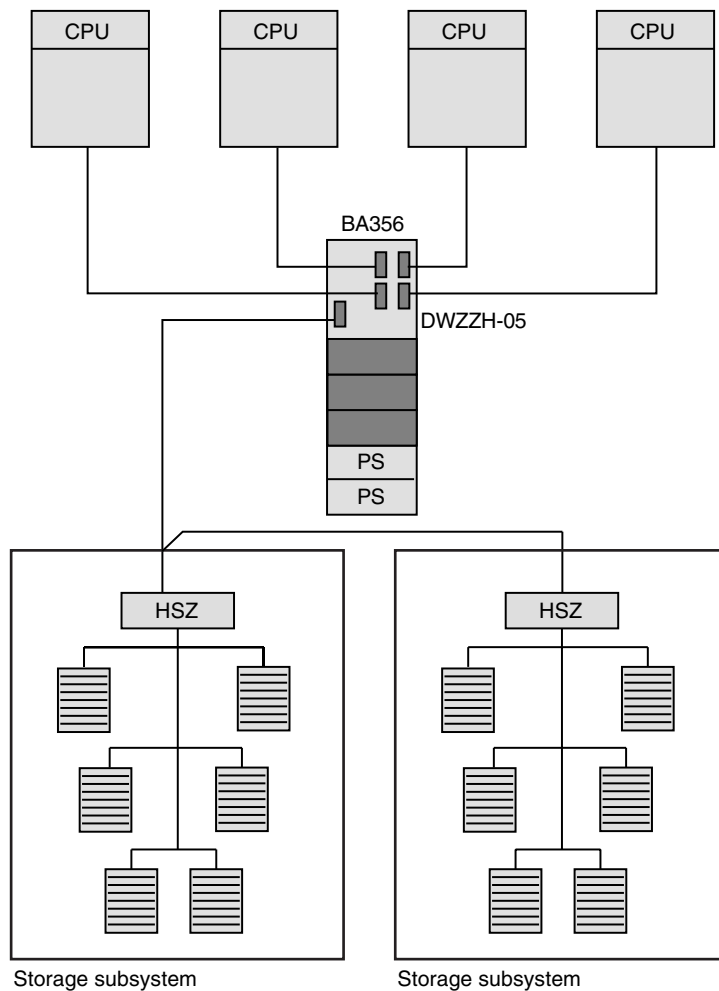 CPU
CPU
CPU
CPU
BA356
DWZZH-05
PS
PS
HSZ
HSZ
Storage subsystem
Storage subsystem